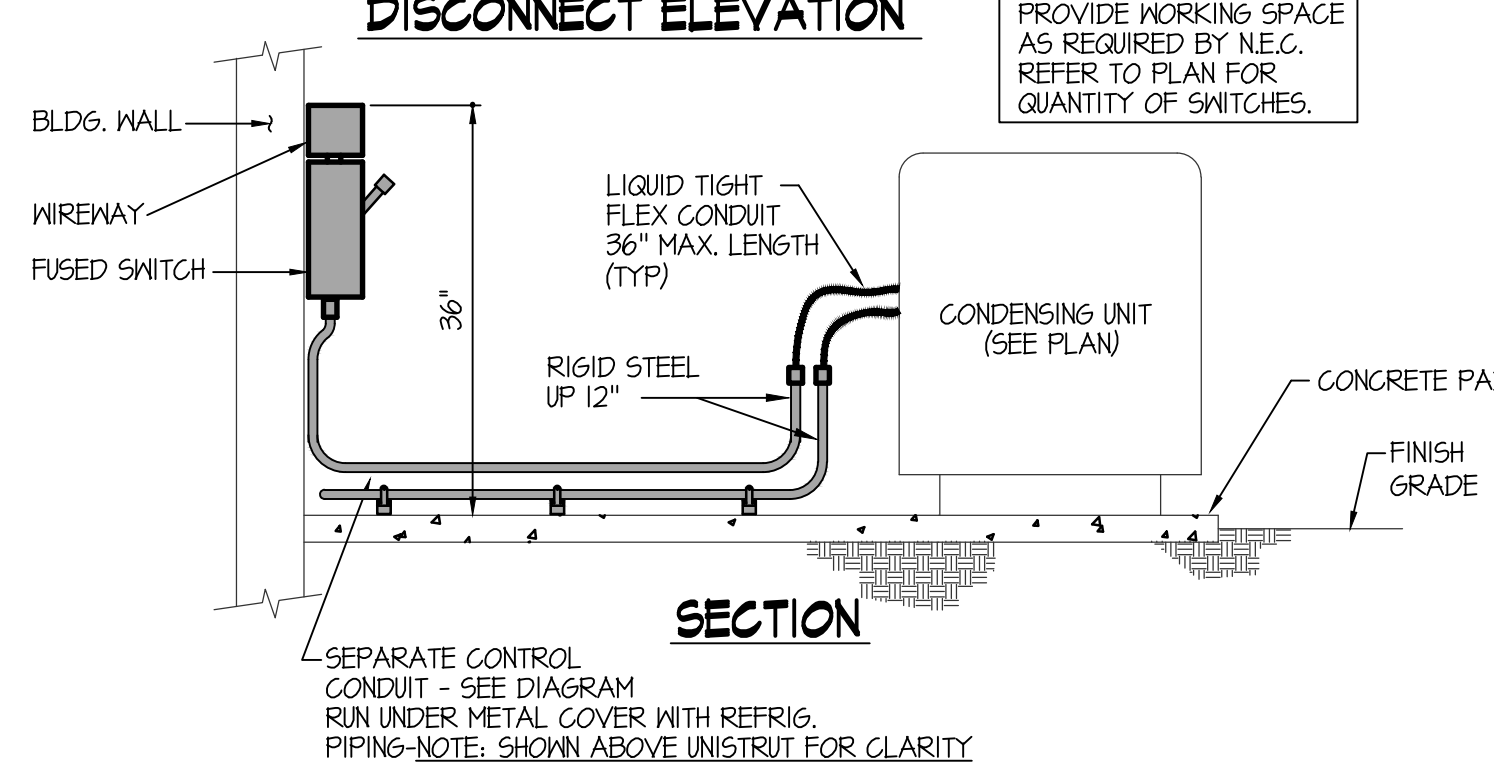 DISCONNECT ELEVATION
PROVIDE WORKING SPACE
AS REQUIRED BY N.E.C.
REFER TO PLAN FOR
QUANTITY OF SWITCHES.
BLDG. WALL
WIREWAY
FUSED SWITCH
36"
LIQUID TIGHT
FLEX CONDUIT
36" MAX. LENGTH
(TYP)
RIGID STEEL
UP 12"
CONDENSING UNIT
(SEE PLAN)
CONCRETE
FINISH
GRADE
SECTION
SEPARATE CONTROL
CONDUIT - SEE DIAGRAM
RUN UNDER METAL COVER WITH REFRIG.
PIPING-NOTE: SHOWN ABOVE UNISTRUT FOR CLARITY